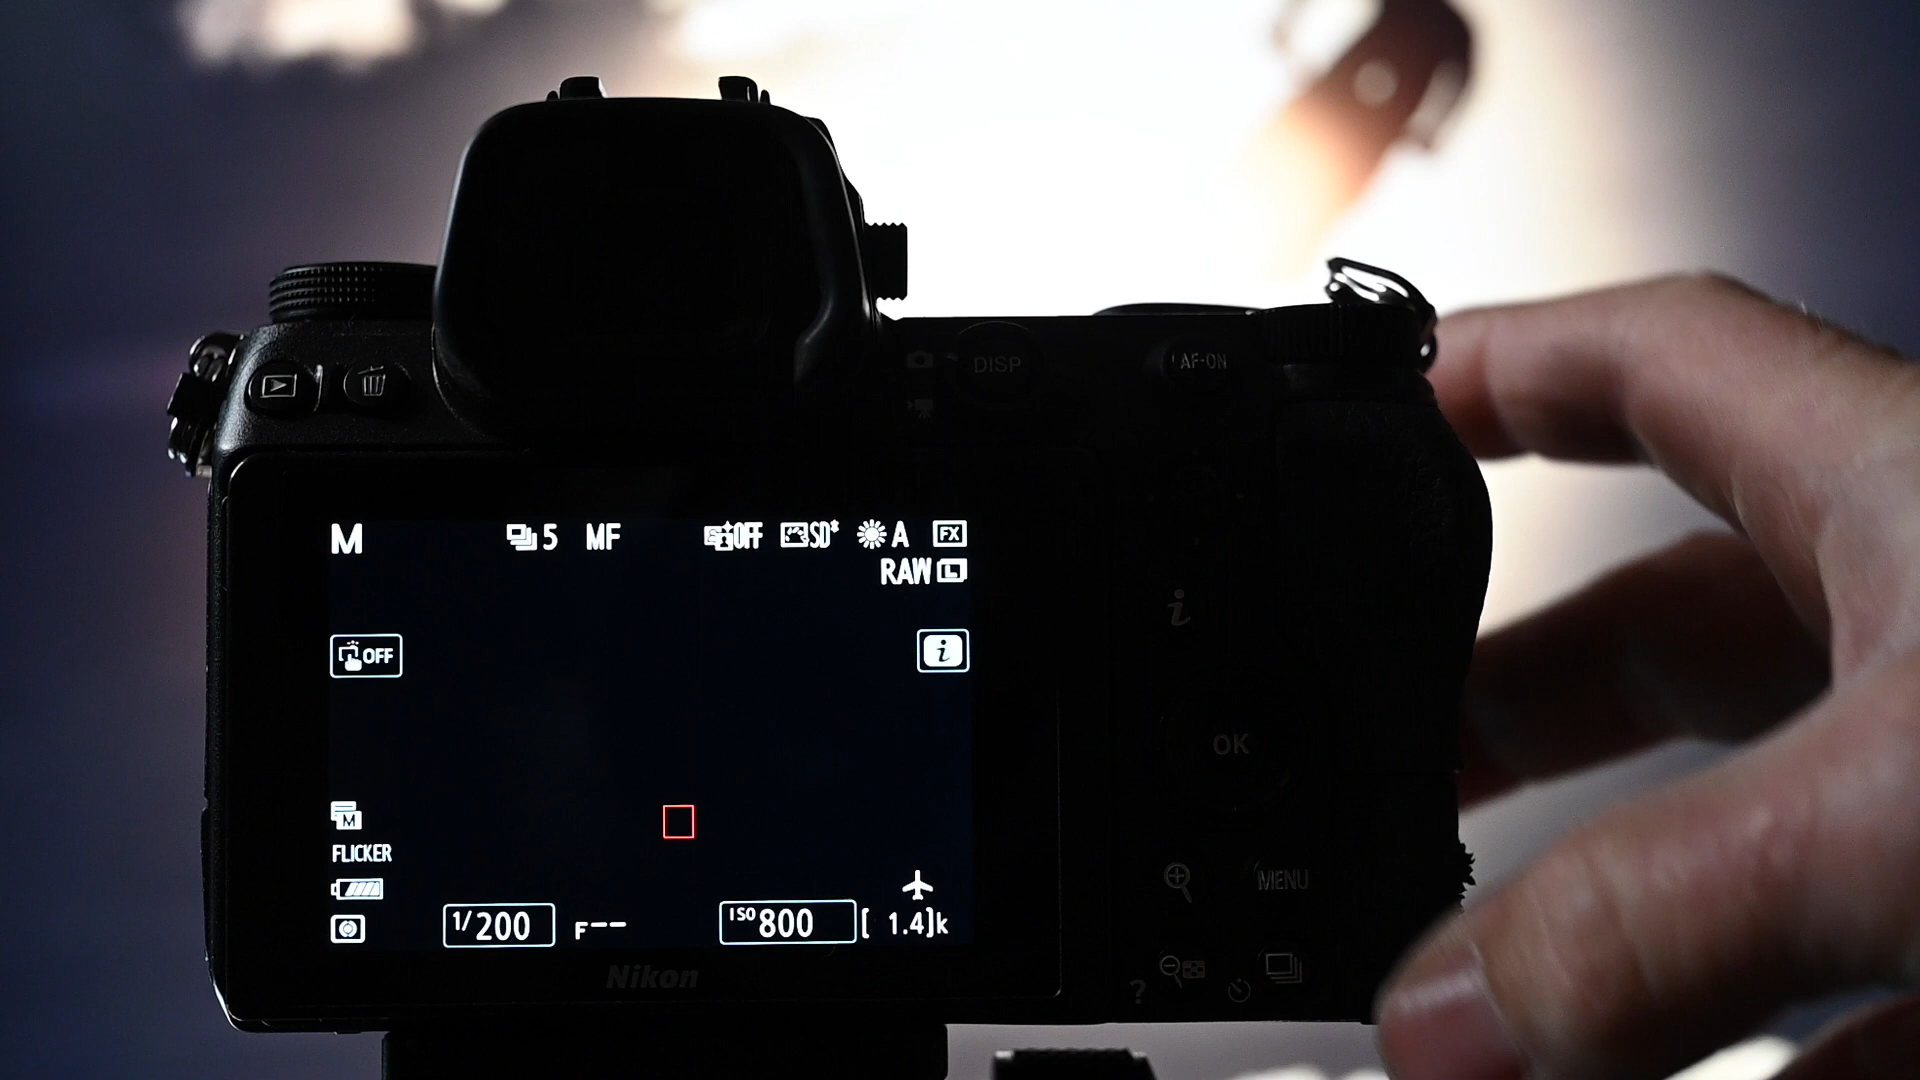 DISP
AF-ON
M 5 MF OFF SD* A FX
RAW L
i
OFF i
OK
M
FLICKER
MENU
1/200 F-- ISO 800 [ 1.4]k
Nikon
?